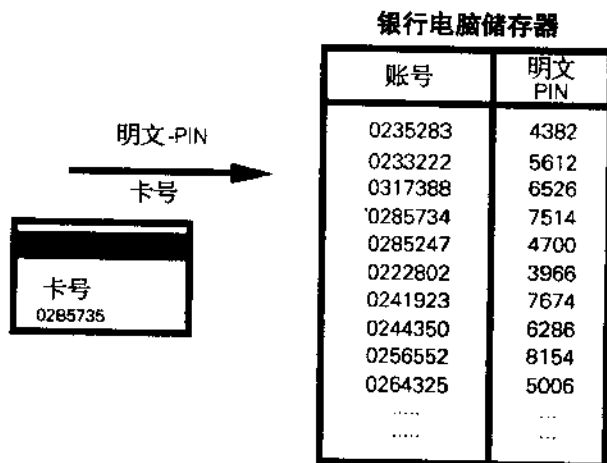 银行电脑储存器
账号 明文
PIN
明文-PIN
卡号
0235283 4382
0233222 5612
0317388 6526
0285734 7514
0285247 4700
0222802 3966
0241923 7674
0244350 6286
0256552 8154
0264325 5006
..... ...
..... ...
卡号
0285735